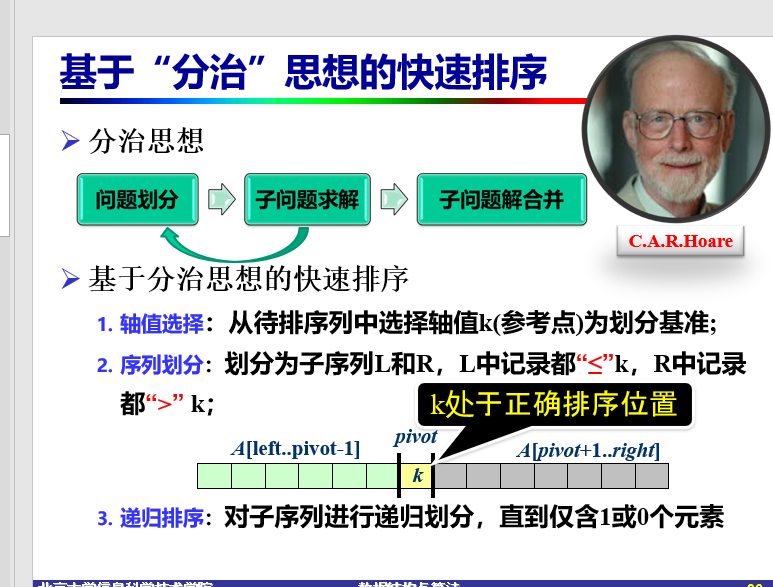 基于“分治”思想的快速排序
➢ 分治思想
问题划分 子问题求解 子问题解合并
C.A.R.Hoare
➢ 基于分治思想的快速排序
1. 轴值选择：从待排序列中选择轴值k(参考点)为划分基准;
2. 序列划分：划分为子序列L和R，L中记录都“≤”k，R中记录
都“>” k；
k处于正确排序位置
A[left..pivot-1] pivot A[pivot+1..right]
k
3. 递归排序：对子序列进行递归划分，直到仅含1或0个元素